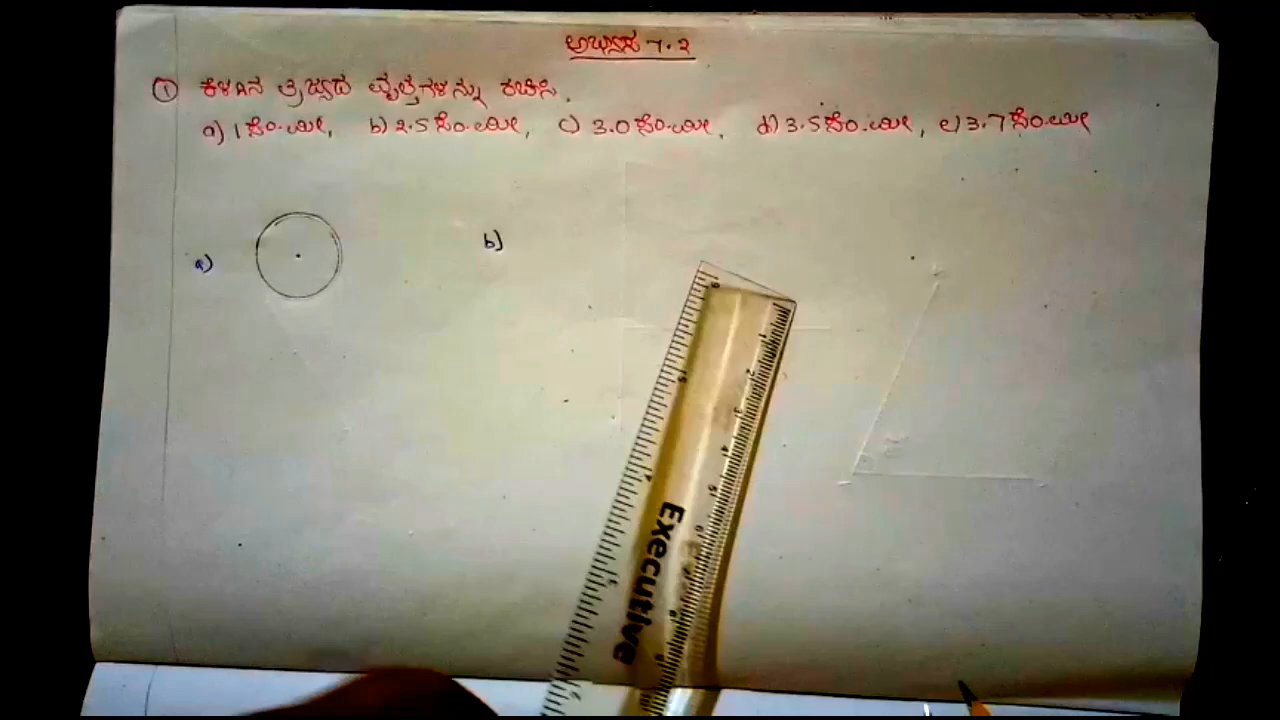 ಅಭ್ಯಾಸ 7.2
① ಕೆಳಗಿನ ತ್ರಿಜ್ಯದ ವೃತ್ತಗಳನ್ನು ರಚಿಸಿ.
a) 1 ಸೆಂ.ಮೀ, b) 2.5 ಸೆಂ.ಮೀ, c) 3.0 ಸೆಂ.ಮೀ, d) 3.5 ಸೆಂ.ಮೀ, e) 3.7 ಸೆಂ.ಮೀ
a) b)
Executive